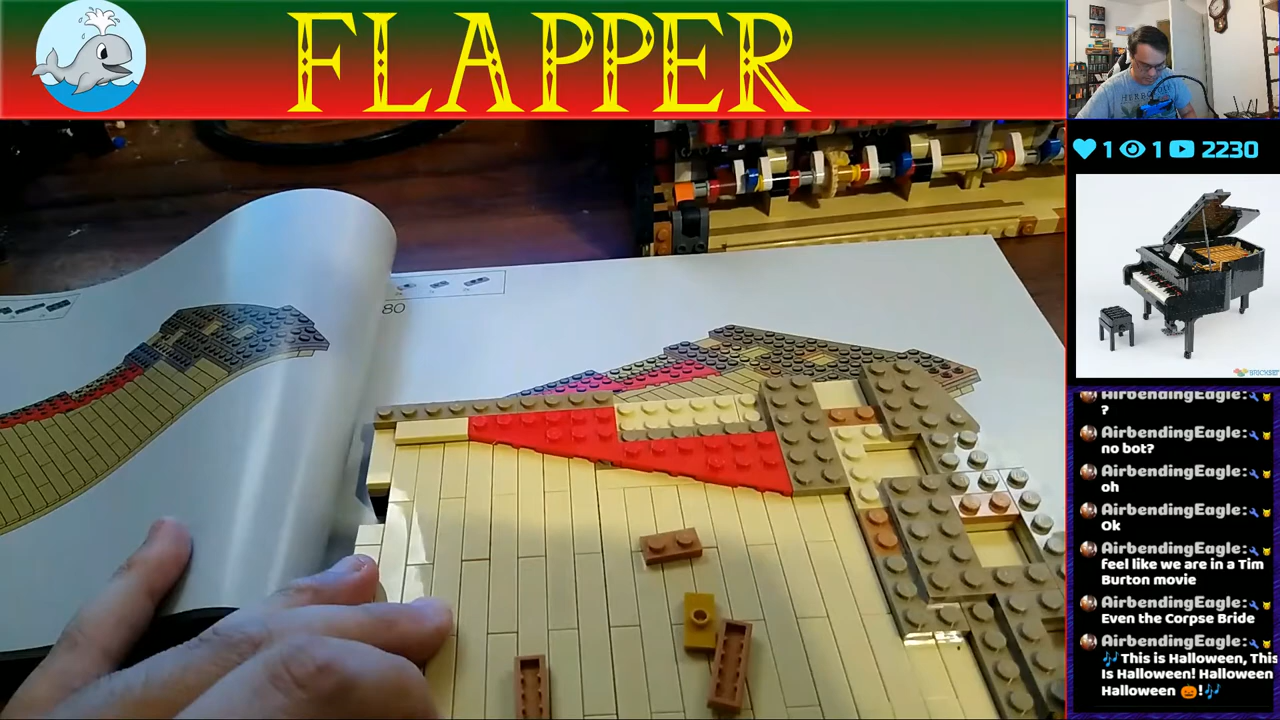 FLAPPER
1 1 2230
BRICKSET
80
AirbendingEagle:
?
AirbendingEagle:
no bot?
AirbendingEagle:
oh
AirbendingEagle:
Ok
AirbendingEagle:
feel like we are in a Tim
Burton movie
AirbendingEagle:
Even the Corpse Bride
AirbendingEagle:
🎶This is Halloween, This
Is Halloween! Halloween
Halloween 🎃!🎶